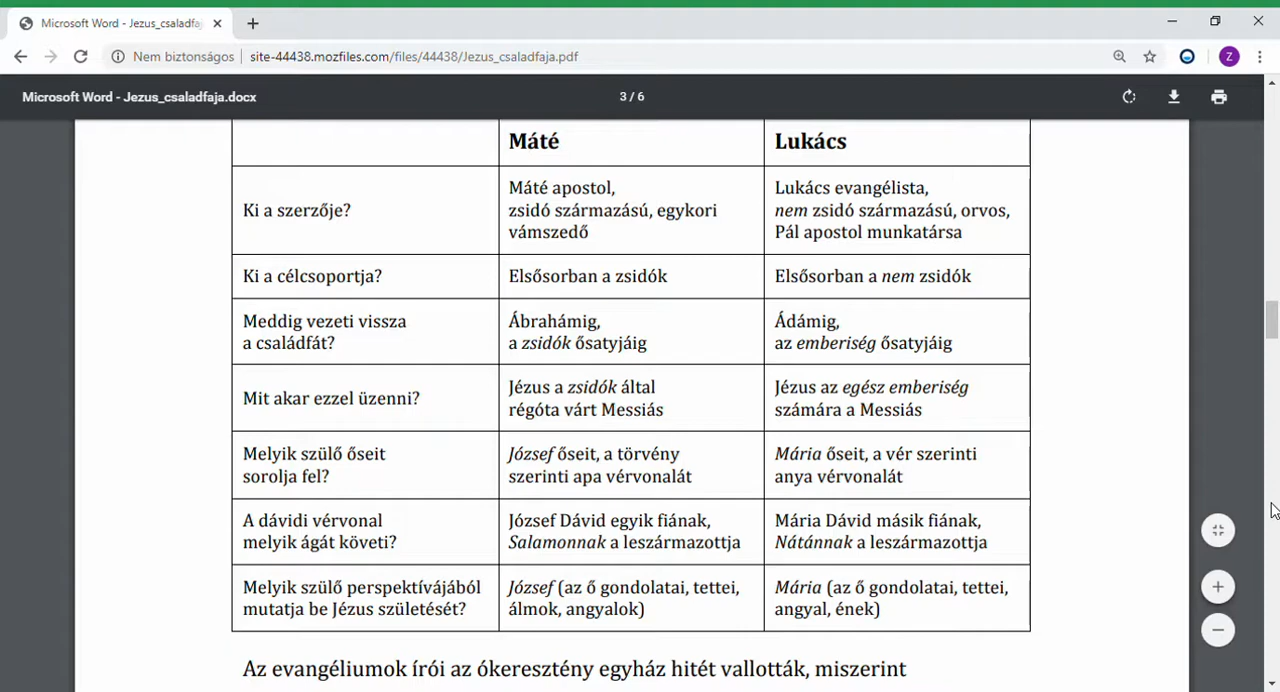 Microsoft Word - Jezus_csaladfa
Nem biztonságos
site-44438.mozfiles.com/files/44438/Jezus_csaladfaja.pdf
Z
Microsoft Word - Jezus_csaladfaja.docx
3 / 6
Máté
Lukács
Ki a szerzője?
Máté apostol,
zsidó származású, egykori
vámszedő
Lukács evangélista,
nem zsidó származású, orvos,
Pál apostol munkatársa
Ki a célcsoportja?
Elsősorban a zsidók
Elsősorban a nem zsidók
Meddig vezeti vissza
a családfát?
Ábrahámig,
a zsidók ősatyjáig
Ádámig,
az emberiség ősatyjáig
Mit akar ezzel üzenni?
Jézus a zsidók által
régóta várt Messiás
Jézus az egész emberiség
számára a Messiás
Melyik szülő őseit
sorolja fel?
József őseit, a törvény
szerinti apa vérvonalát
Mária őseit, a vér szerinti
anya vérvonalát
A dávidi vérvonal
melyik ágát követi?
József Dávid egyik fiának,
Salamonnak a leszármazottja
Mária Dávid másik fiának,
Nátánnak a leszármazottja
Melyik szülő perspektívájából
mutatja be Jézus születését?
József (az ő gondolatai, tettei,
álmok, angyalok)
Mária (az ő gondolatai, tettei,
angyal, ének)
Az evangéliumok írói az ókeresztény egyház hitét vallották, miszerint